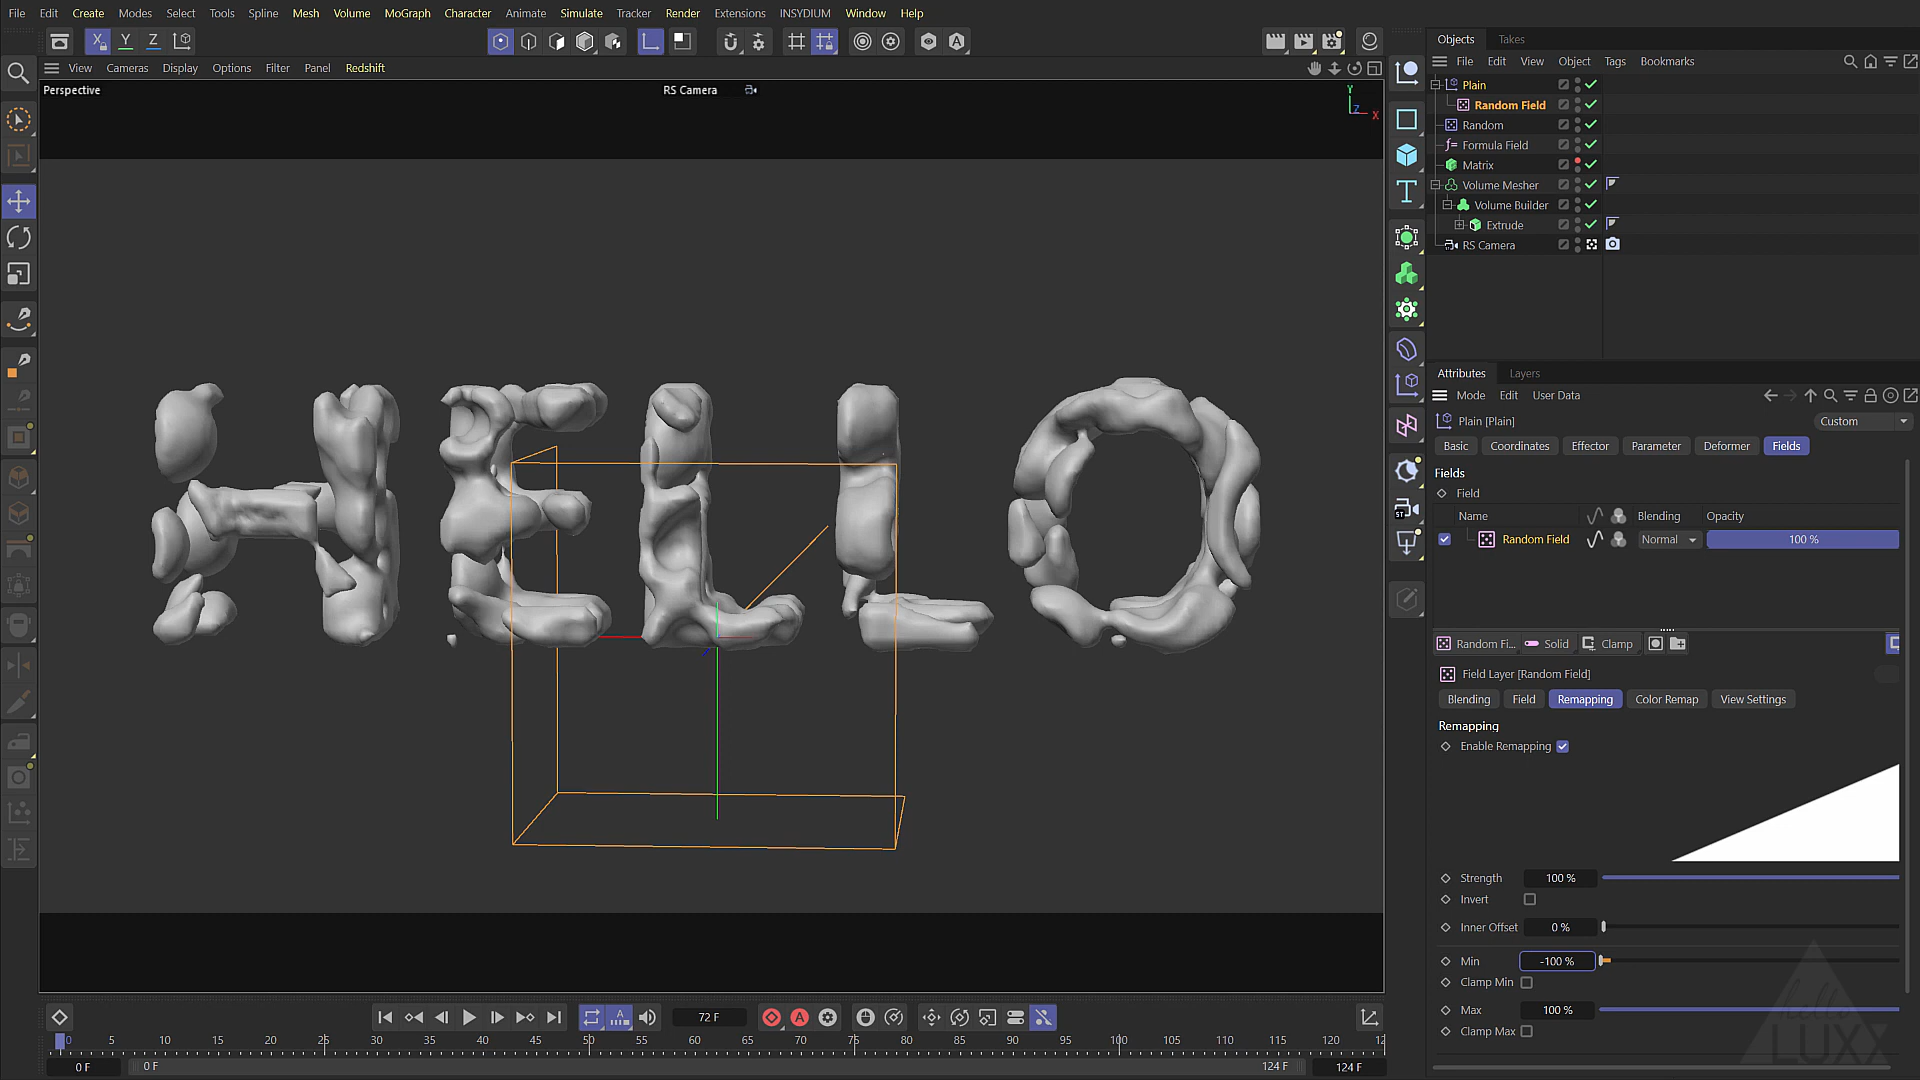 File Edit Create Modes Select Tools Spline Mesh Volume MoGraph Character Animate Simulate Tracker Render Extensions INSYDIUM Window Help
X Y Z
A
View Cameras Display Options Filter Panel Redshift
Perspective
RS Camera
Y
Z
X
HELLO
ST
Objects Takes
File Edit View Object Tags Bookmarks
Plain
Random Field
Random
Formula Field
Matrix
Volume Mesher
Volume Builder
Extrude
RS Camera
Attributes Layers
Mode Edit User Data
Plain [Plain]
Custom
Basic Coordinates Effector Parameter Deformer Fields
Fields
Field
Name Blending Opacity
Random Field Normal 100 %
Random Fi... Solid Clamp
Field Layer [Random Field]
Blending Field Remapping Color Remap View Settings
Remapping
Enable Remapping
Strength 100 %
Invert
Inner Offset 0 %
Min -100 %
Clamp Min
Max 100 %
Clamp Max
hello
LUXX
A 72 F A
0 5 10 15 20 25 30 35 40 45 50 55 60 65 70 75 80 85 90 95 100 105 110 115 120 12
0 F 0 F 124 F 124 F